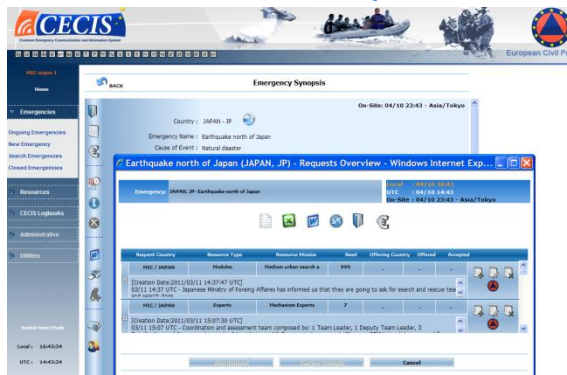 CECIS
Common Emergency Communication and Information System
European Civil Pr
MIC dupre.1
Home
BACK
Emergency Synopsis
On-Site: 04/10 23:43 - Asia/Tokyo
Emergencies
Country : JAPAN - JP
Ongoing Emergencies
Emergency Name : Earthquake north of Japan
New Emergency
Cause of Event : Natural disaster
Search Emergencies
Closed Emergencies
Earthquake north of Japan (JAPAN, JP) - Requests Overview - Windows Internet Exp...
Emergency: JAPAN, JP- Earthquake north of Japan
Local : 04/10 16:43
UTC : 04/10 14:43
On-Site : 04/10 23:43 - Asia/Tokyo
Resources
CECIS Logbooks
Administrative
Utilities
Request Country Resource Type Resource Mission Need Offering Country Offered Accepted
MIC / JAPAN Modules Medium urban search a 999 - - -
[Creation Date:2011/03/11 14:37:47 UTC]
03/11 14:37 UTC - Japanese Ministry of Foreing Affaires has informed us that they are going to ask for search and rescue tea
and search dogs
MIC / JAPAN Experts Mechanism Experts 7 - - -
[Creation Date:2011/03/11 15:07:30 UTC]
03/11 15:07 UTC - Coordination and assessment team composed by: 1 Team Leader, 1 Deputy Team Leader, 3
Switch User/Mode
Local : 16:43:34
UTC : 14:43:34
Cancel